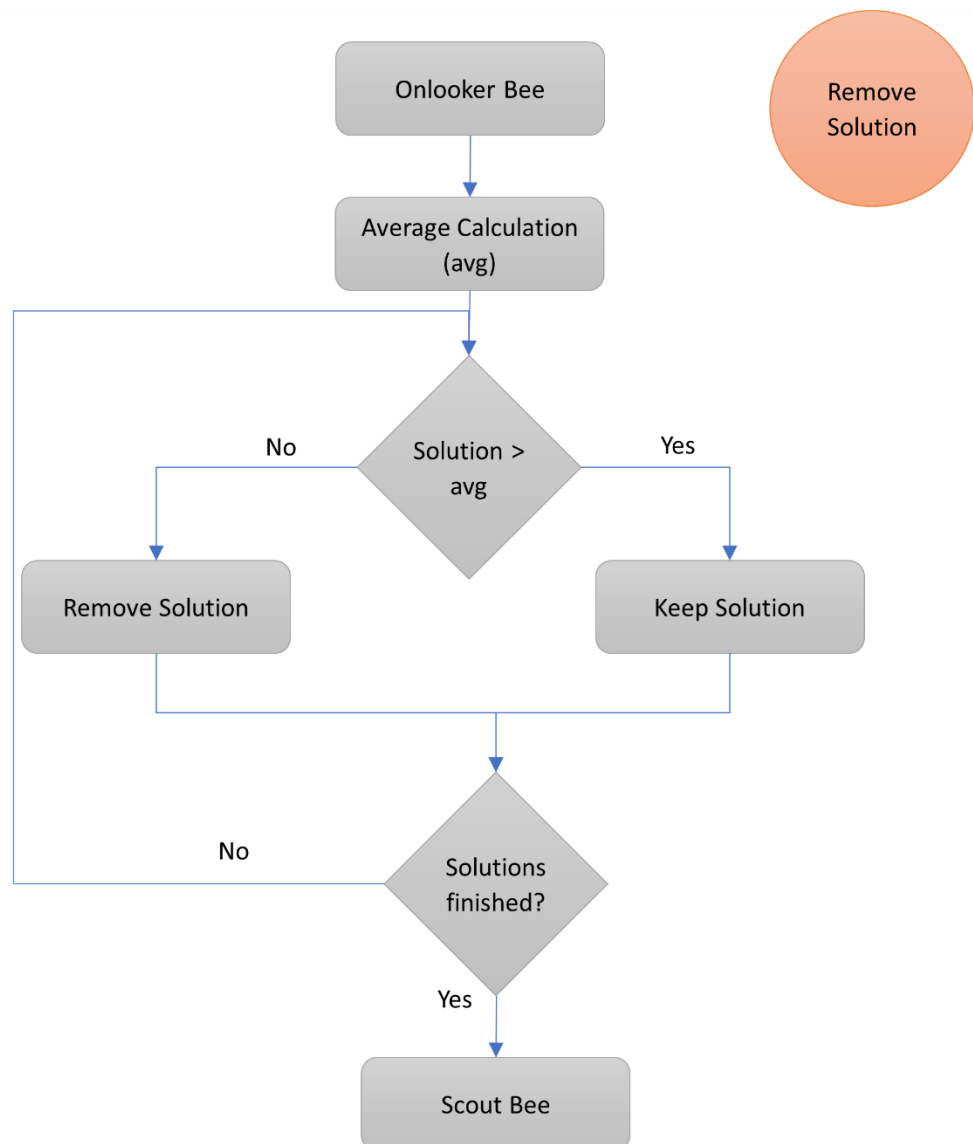 Onlooker Bee
Remove
Solution
Average Calculation
(avg)
No
Solution >
avg
Yes
Remove Solution
Keep Solution
No
Solutions
finished?
Yes
Scout Bee